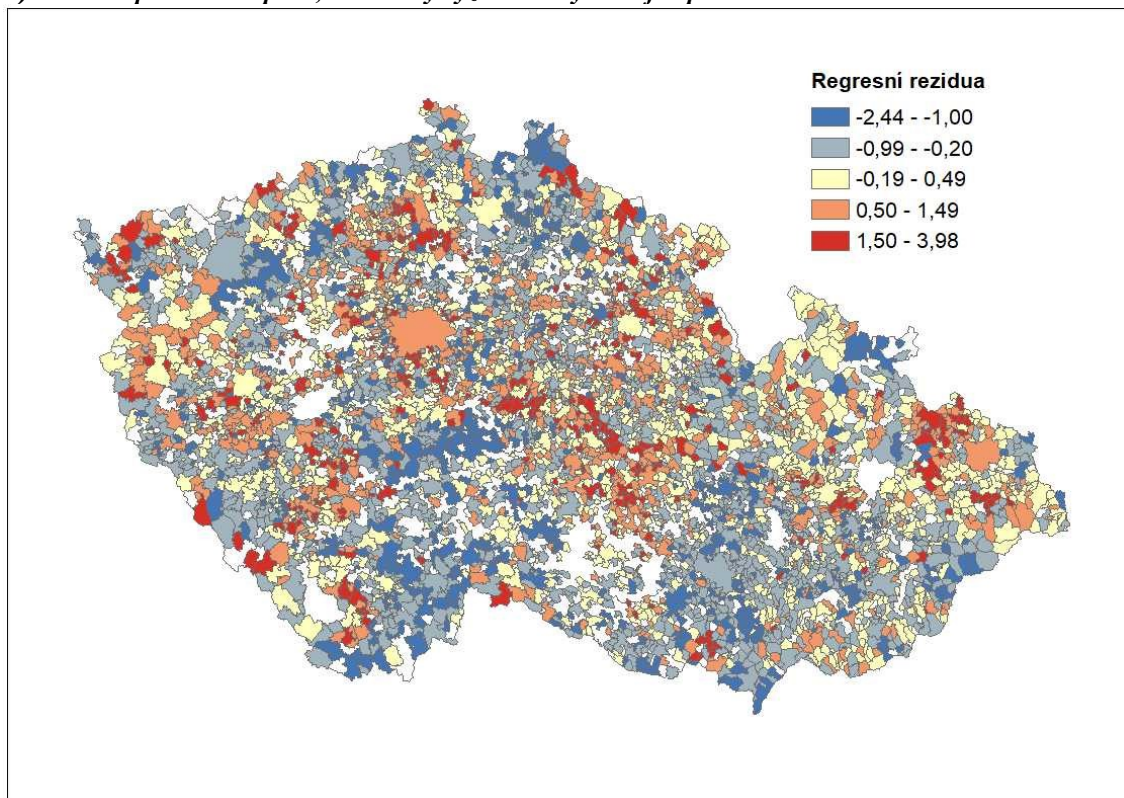 Regresní rezidua
-2,44 - -1,00
-0,99 - -0,20
-0,19 - 0,49
0,50 - 1,49
1,50 - 3,98